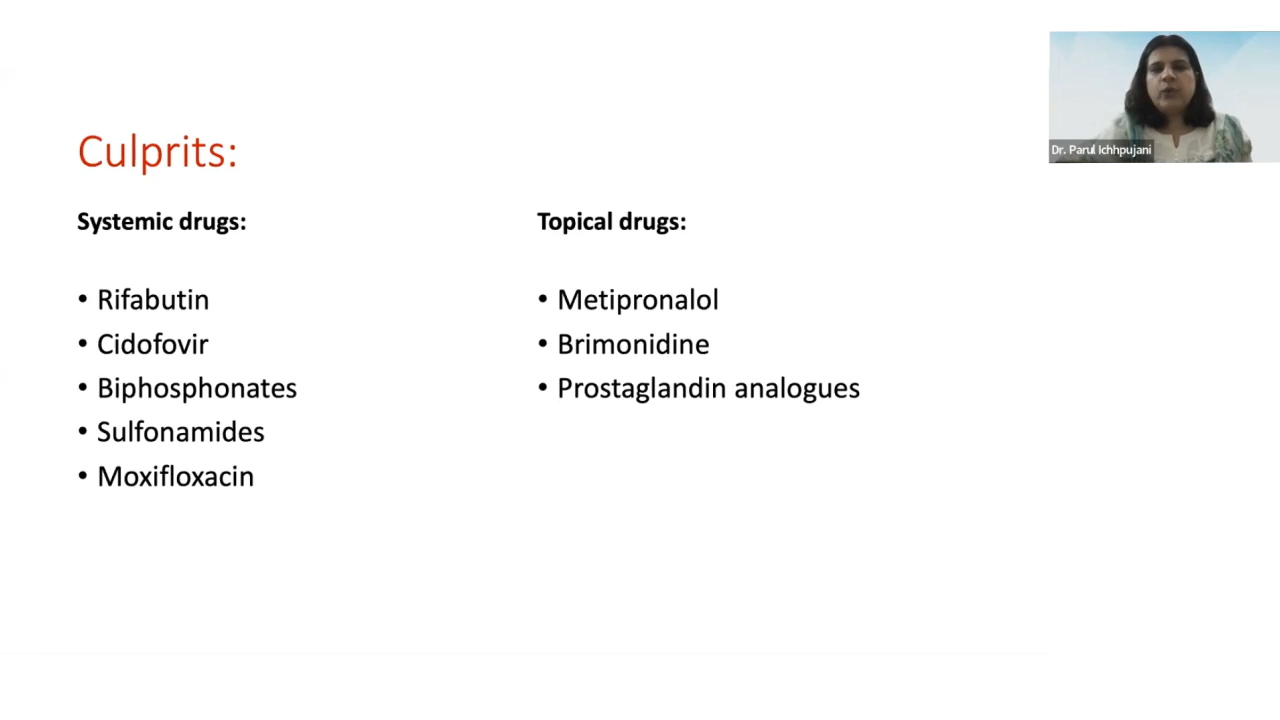 Dr. Parul Ichhpujani
Culprits:
Systemic drugs:
• Rifabutin
• Cidofovir
• Biphosphonates
• Sulfonamides
• Moxifloxacin
Topical drugs:
• Metipronalol
• Brimonidine
• Prostaglandin analogues